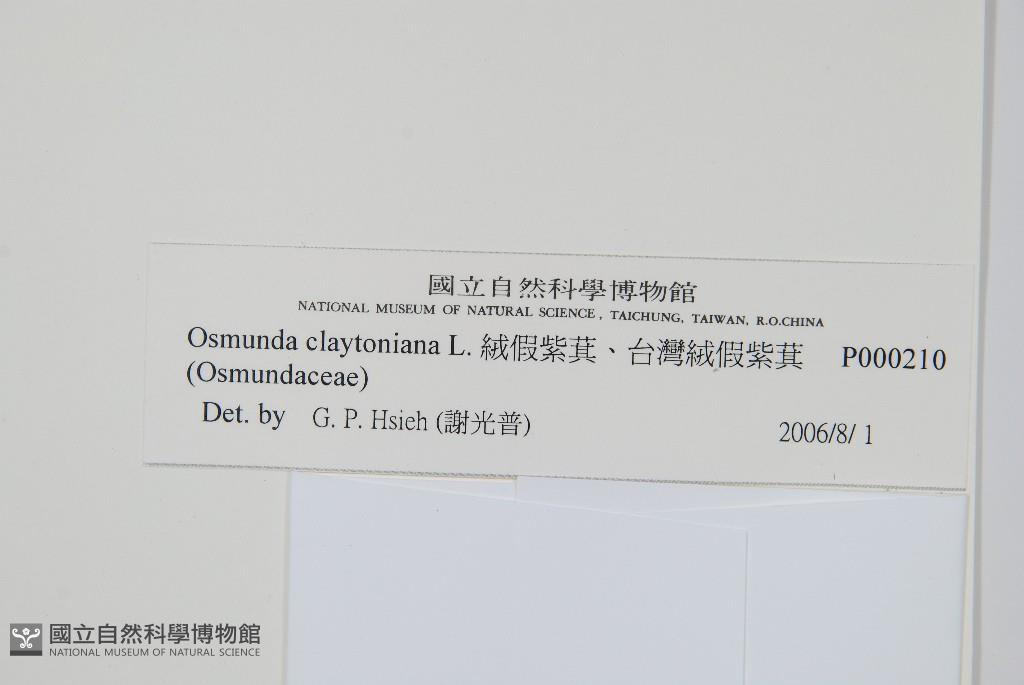 國立自然科學博物館
NATIONAL MUSEUM OF NATURAL SCIENCE, TAICHUNG, TAIWAN, R.O.CHINA
Osmunda claytoniana L. 絨假紫萁、台灣絨假紫萁 P000210
(Osmundaceae)
Det. by G. P. Hsieh (謝光普) 2006/8/ 1
國立自然科學博物館
NATIONAL MUSEUM OF NATURAL SCIENCE